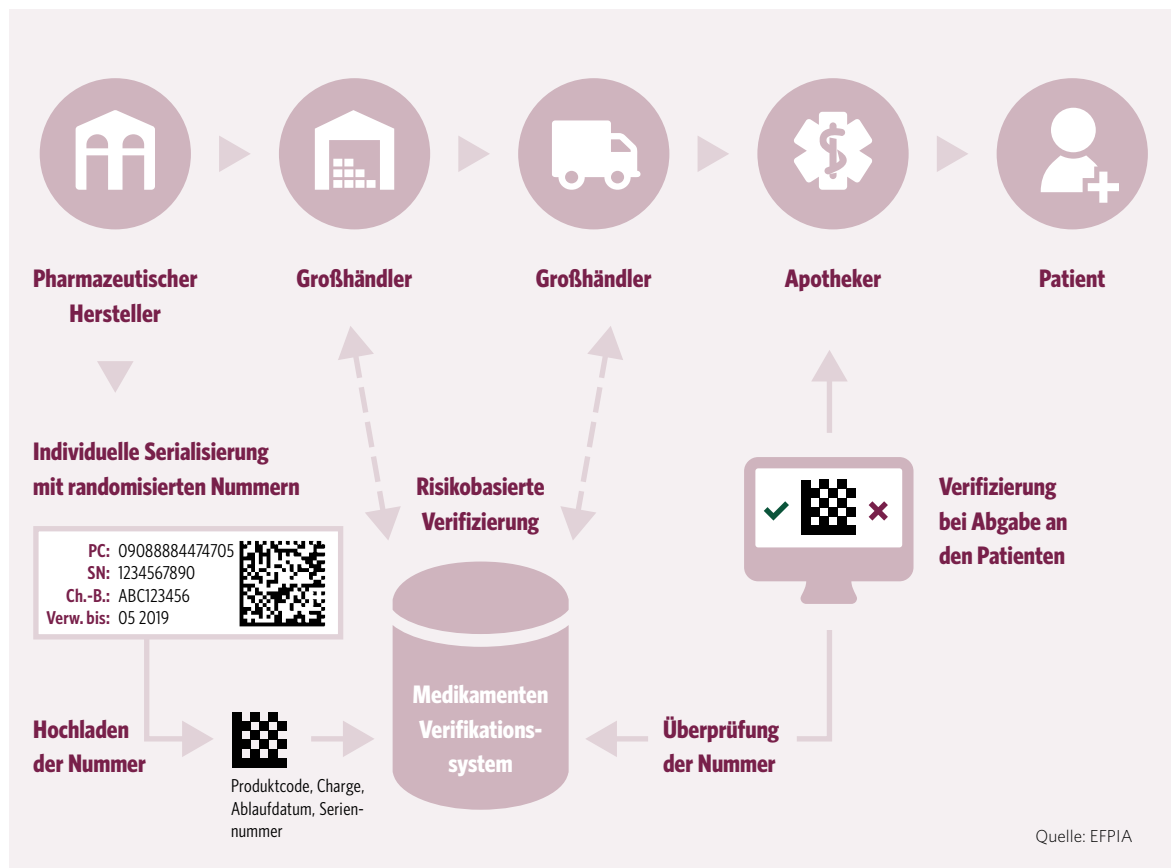 Pharmazeutischer
Hersteller
Großhändler
Großhändler
Apotheker
Patient
Individuelle Serialisierung
mit randomisierten Nummern
PC: 09088884474705
SN: 1234567890
Ch.-B.: ABC123456
Verw. bis: 05 2019
Risikobasierte
Verifizierung
Verifizierung
bei Abgabe an
den Patienten
Hochladen
der Nummer
Produktcode, Charge,
Ablaufdatum, Serien-
nummer
Medikamenten
Verifikations-
system
Überprüfung
der Nummer
Quelle: EFPIA